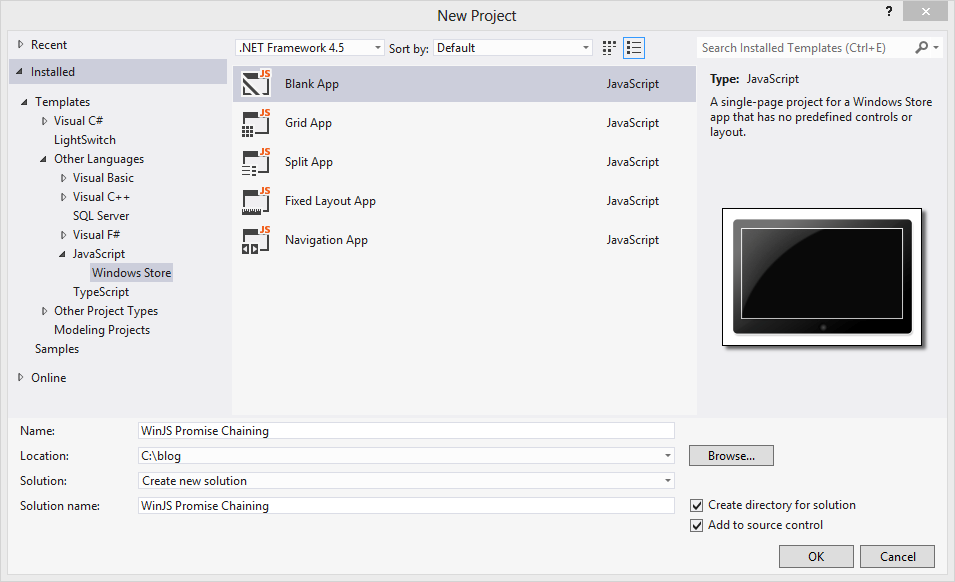 New Project
?
Recent
Installed
Templates
Visual C#
LightSwitch
Other Languages
Visual Basic
Visual C++
SQL Server
Visual F#
JavaScript
Windows Store
TypeScript
Other Project Types
Modeling Projects
Samples
Online
.NET Framework 4.5
Sort by: Default
JS
Blank App JavaScript
JS
Grid App JavaScript
JS
Split App JavaScript
JS
Fixed Layout App JavaScript
JS
Navigation App JavaScript
Search Installed Templates (Ctrl+E)
Type: JavaScript
A single-page project for a Windows Store
app that has no predefined controls or
layout.
Name: WinJS Promise Chaining
Location: C:\blog
Browse...
Solution: Create new solution
Solution name: WinJS Promise Chaining
Create directory for solution
Add to source control
OK Cancel